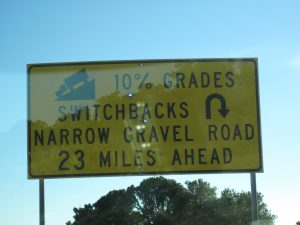 10% GRADES
SWITCHBACKS
NARROW GRAVEL ROAD
23 MILES AHEAD